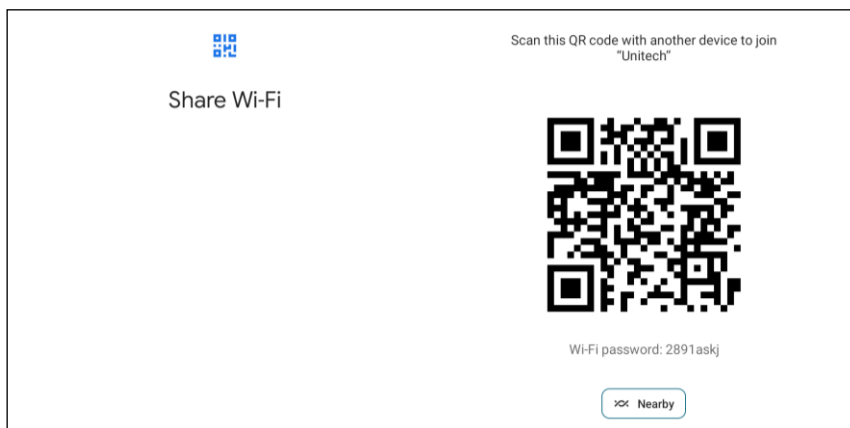 Share Wi-Fi
Scan this QR code with another device to join
“Unitech”
Wi-Fi password: 2891askj
Nearby